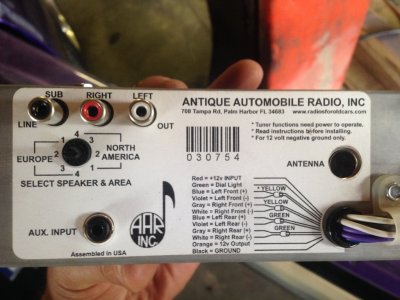 SUB RIGHT LEFT
LINE OUT
ANTIQUE AUTOMOBILE RADIO, INC
700 Tampa Rd, Palm Harbor FL 34683 www.radiosforoldcars.com
030754
* Tuner functions need power to operate.
* Read instructions before installing.
* For 12 volt negative ground only.
4
3 3
EUROPE 2 2 NORTH
1 1 AMERICA
4
SELECT SPEAKER & AREA
ANTENNA
AUX. INPUT
AAR
INC
Assembled in USA
Red = +12v INPUT
Green = Dial Light
Blue = Left Front (+)
Violet = Left Front (-)
Gray = Right Front (+)
White = Right Front (-)
Blue = Left Rear (+)
Violet = Left Rear (-)
Gray = Right Rear (+)
White = Right Rear (-)
Orange = 12v Output
Black = GROUND
* YELLOW
YELLOW
GREEN
GREEN